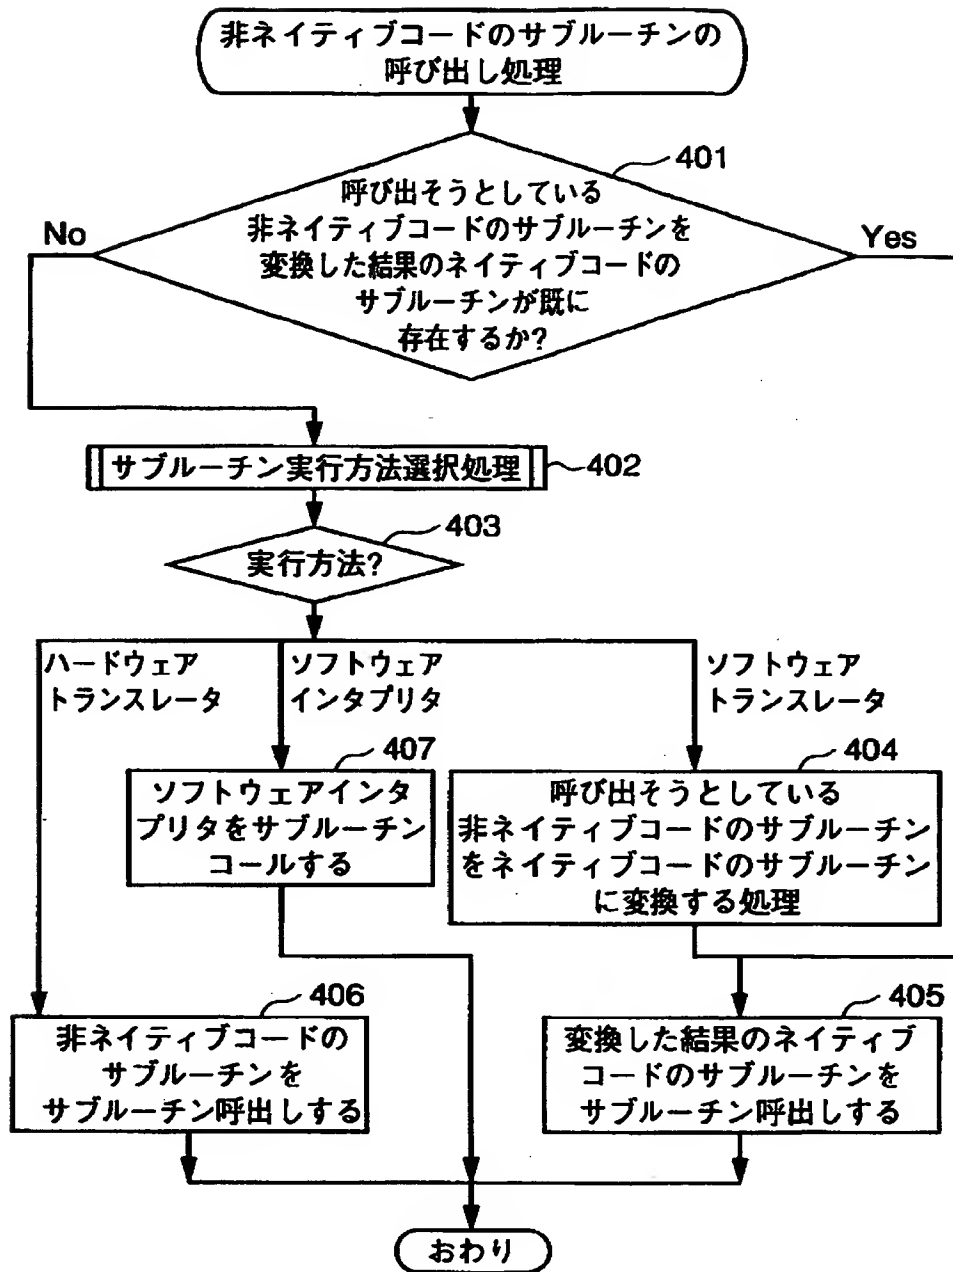 非ネイティブコードのサブルーチンの
呼び出し処理
401
呼び出そうとしている
非ネイティブコードのサブルーチンを
変換した結果のネイティブコードの
サブルーチンが既に
存在するか?
No
Yes
サブルーチン実行方法選択処理
402
403
実行方法?
ハードウェア
トランスレータ
ソフトウェア
インタプリタ
ソフトウェア
トランスレータ
407
ソフトウェアインタ
プリタをサブルーチン
コールする
404
呼び出そうとしている
非ネイティブコードのサブルーチン
をネイティブコードのサブルーチン
に変換する処理
406
非ネイティブコードの
サブルーチンを
サブルーチン呼出しする
405
変換した結果のネイティブ
コードのサブルーチンを
サブルーチン呼出しする
おわり